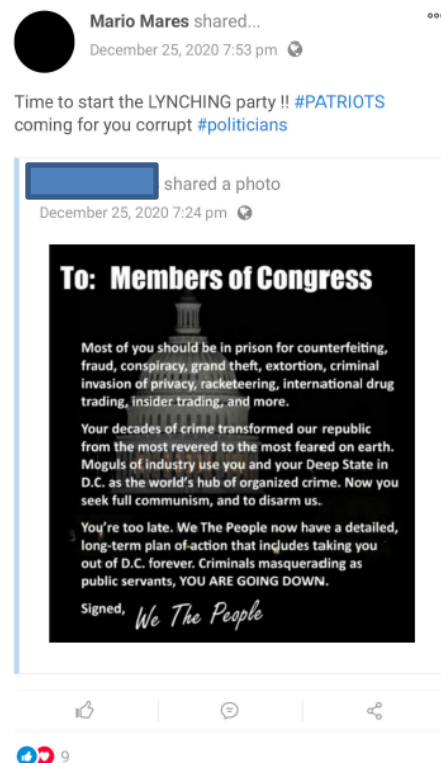 Mario Mares shared...
December 25, 2020 7:53 pm
Time to start the LYNCHING party !! #PATRIOTS
coming for you corrupt #politicians
shared a photo
December 25, 2020 7:24 pm
To: Members of Congress
Most of you should be in prison for counterfeiting,
fraud, conspiracy, grand theft, extortion, criminal
invasion of privacy, racketeering, international drug
trading, insider trading, and more.
Your decades of crime transformed our republic
from the most revered to the most feared on earth.
Moguls of industry use you and your Deep State in
D.C. as the world's hub of organized crime. Now you
seek full communism, and to disarm us.
You're too late. We The People now have a detailed,
long-term plan of action that includes taking you
out of D.C. forever. Criminals masquerading as
public servants, YOU ARE GOING DOWN.
Signed, We The People
9